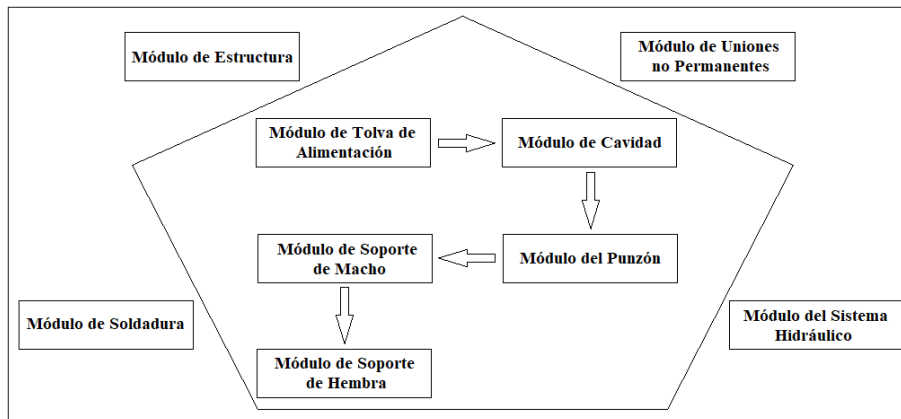 Módulo de Estructura
Módulo de Uniones
no Permanentes
Módulo de Tolva de
Alimentación
Módulo de Cavidad
Módulo de Soporte
de Macho
Módulo del Punzón
Módulo de Soldadura
Módulo del Sistema
Hidráulico
Módulo de Soporte
de Hembra